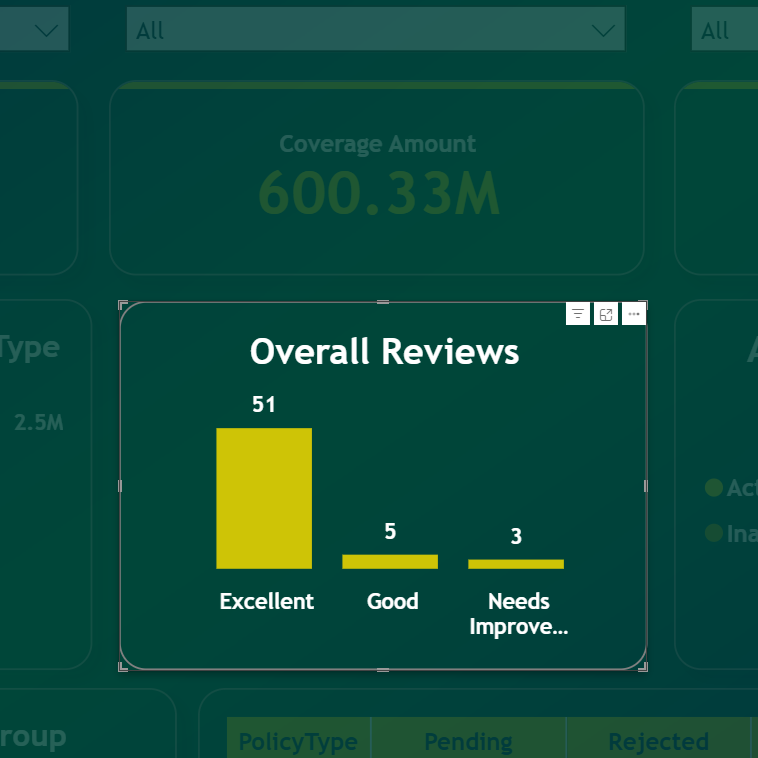 All
All
Coverage Amount
600.33M
Type
2.5M
Overall Reviews
51
5
3
Excellent
Good
Needs
Improve...
Act
Ina
roup
PolicyType
Pending
Rejected